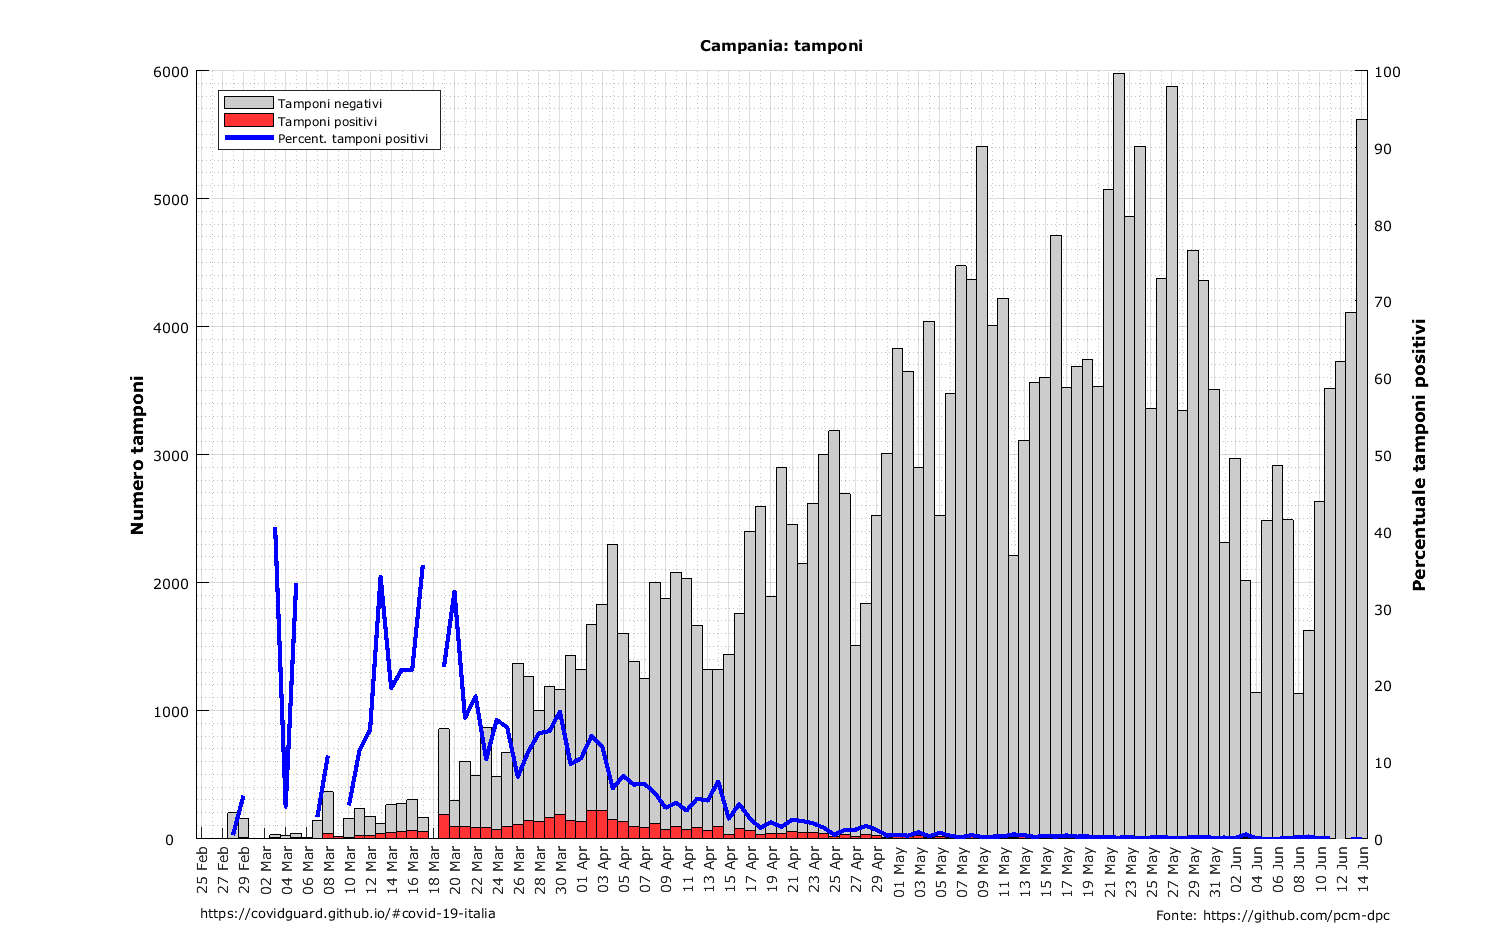 Campania: tamponi
6000
5000
4000
3000
2000
1000
0
Numero tamponi
Tamponi negativi
Tamponi positivi
Percent. tamponi positivi
100
90
80
70
60
50
40
30
20
10
0
Percentuale tamponi positivi
25 Feb
27 Feb
29 Feb
02 Mar
04 Mar
06 Mar
08 Mar
10 Mar
12 Mar
14 Mar
16 Mar
18 Mar
20 Mar
22 Mar
24 Mar
26 Mar
28 Mar
30 Mar
01 Apr
03 Apr
05 Apr
07 Apr
09 Apr
11 Apr
13 Apr
15 Apr
17 Apr
19 Apr
21 Apr
23 Apr
25 Apr
27 Apr
29 Apr
01 May
03 May
05 May
07 May
09 May
11 May
13 May
15 May
17 May
19 May
21 May
23 May
25 May
27 May
29 May
31 May
02 Jun
04 Jun
06 Jun
08 Jun
10 Jun
12 Jun
14 Jun
https://covidguard.github.io/#covid-19-italia
Fonte: https://github.com/pcm-dpc